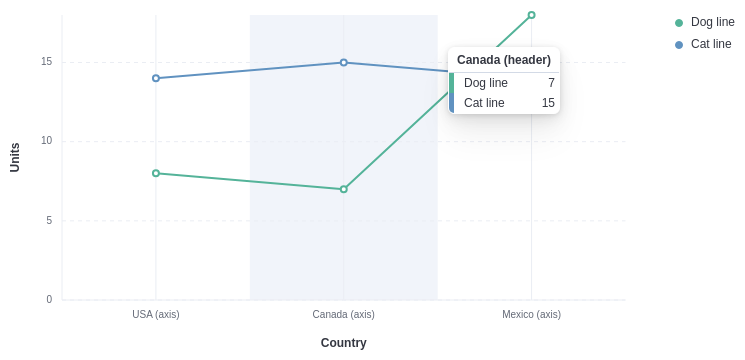 Dog line
Cat line
15
10
5
0
Units
Canada (header)
Dog line 7
Cat line 15
USA (axis) Canada (axis) Mexico (axis)
Country